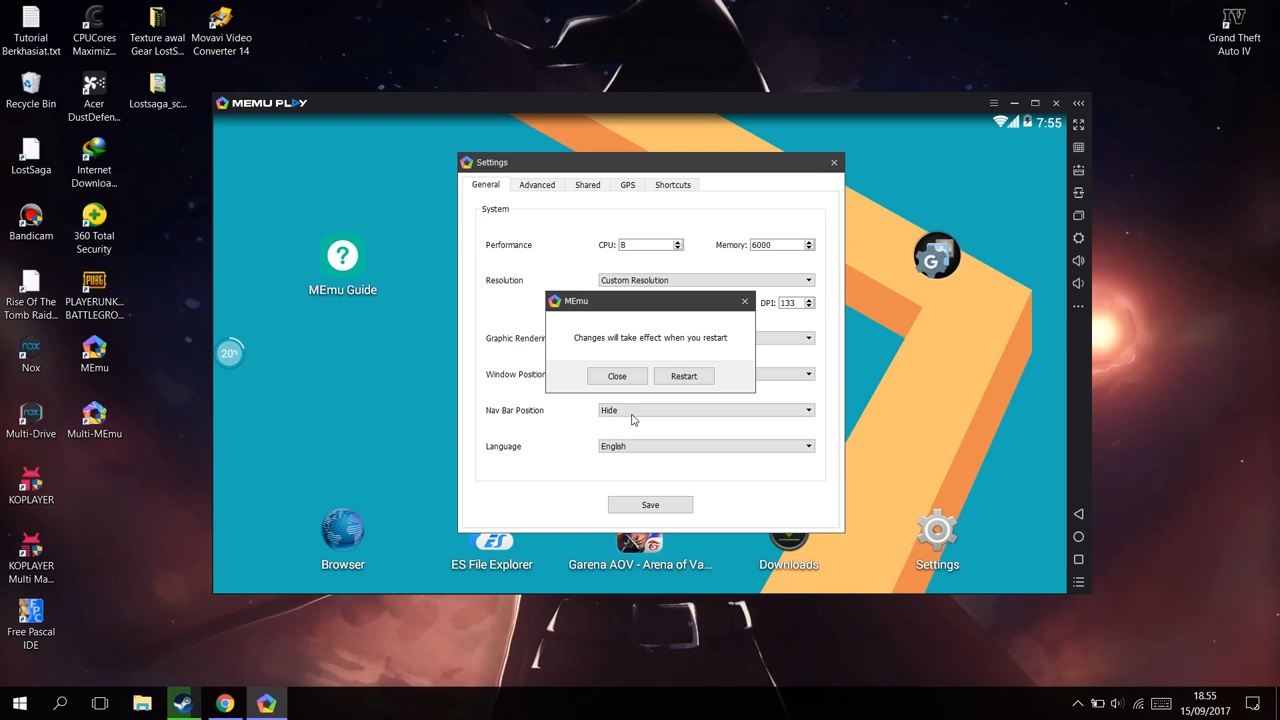 Tutorial
Berkhasiat.txt
CPUCores
Maximiz...
Texture awal
Gear LostS...
Movavi Video
Converter 14
Grand Theft
Auto IV
Recycle Bin
Acer
DustDefen...
Lostsaga_sc...
LostSaga
Internet
Downloa...
Bandicam
360 Total
Security
Rise Of The
Tomb Raid...
PLAYERUNK...
BATTLEGRO...
PUBG
Nox
MEmu
Multi-Drive
Multi-MEmu
KOPLAYER
KOPLAYER
Multi Ma...
Free Pascal
IDE
MEMU PLAY
7:55
MEmu Guide
20%
Settings
General
Advanced
Shared
GPS
Shortcuts
System
Performance
CPU:
8
Memory:
6000
Resolution
Custom Resolution
DPI:
133
MEmu
Changes will take effect when you restart
Close
Restart
Graphic Renderin
Window Position
Nav Bar Position
Hide
Language
English
Save
Browser
ES File Explorer
Garena AOV - Arena of Va...
Downloads
Settings
18.55
15/09/2017